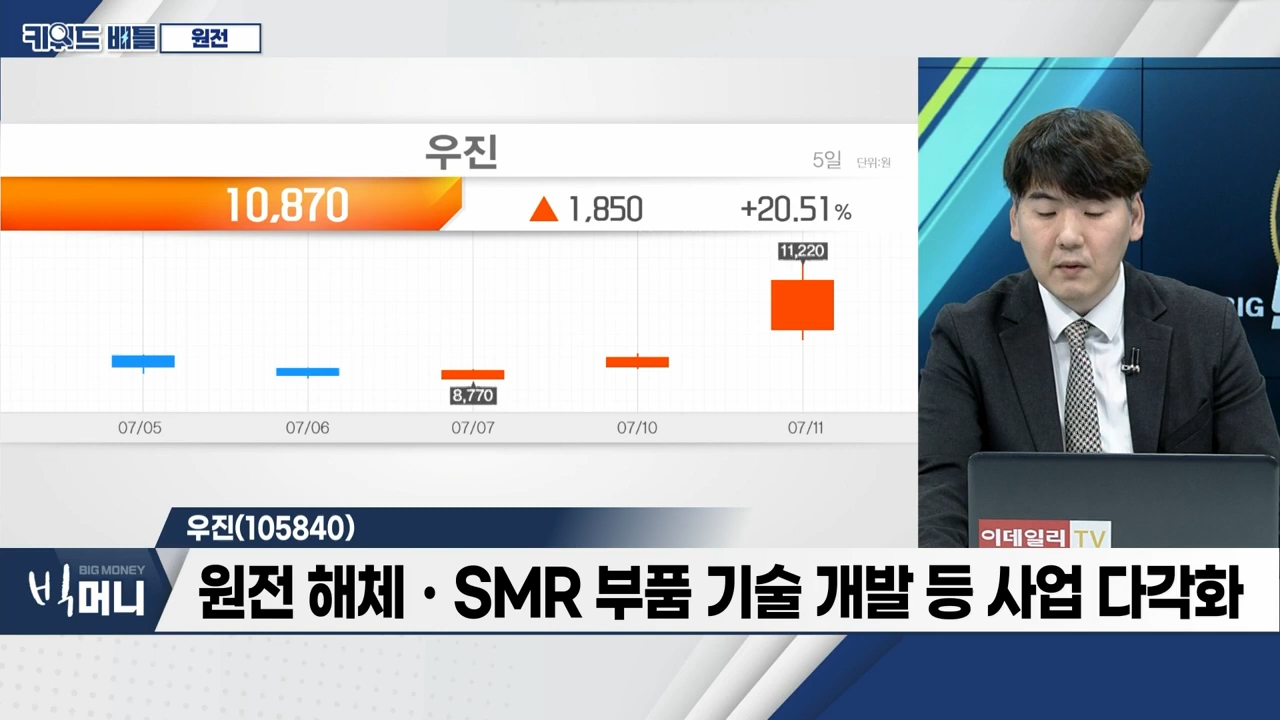 키워드 배틀 원전
우진
5일 단위:원
10,870 ▲ 1,850 +20.51%
11,220
8,770
07/05 07/06 07/07 07/10 07/11
BIG
이데일리 TV
우진(105840)
BIG MONEY
빅머니
원전 해체 · SMR 부품 기술 개발 등 사업 다각화